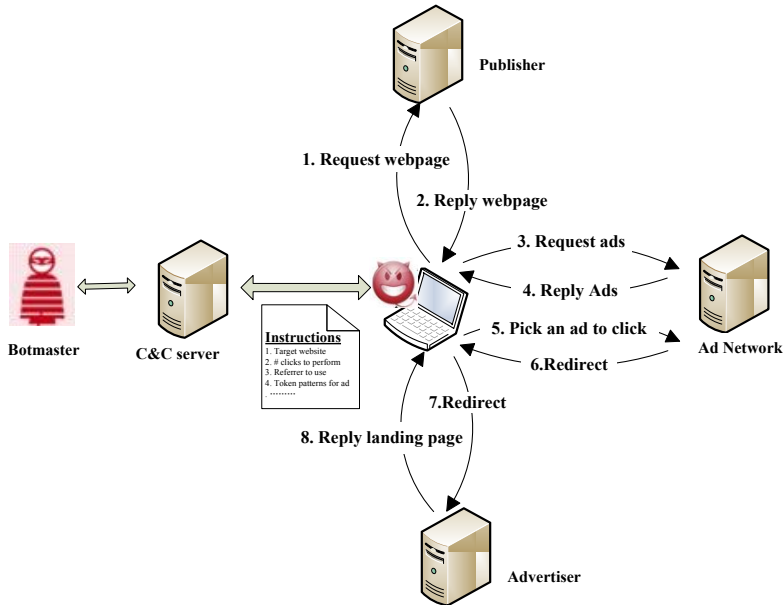 Publisher
1. Request webpage
2. Reply webpage
3. Request ads
4. Reply Ads
5. Pick an ad to click
6.Redirect
Ad Network
Botmaster
C&C server
Instructions
1. Target website
2. # clicks to perform
3. Referrer to use
4. Token patterns for ad
. ·········
7.Redirect
8. Reply landing page
Advertiser